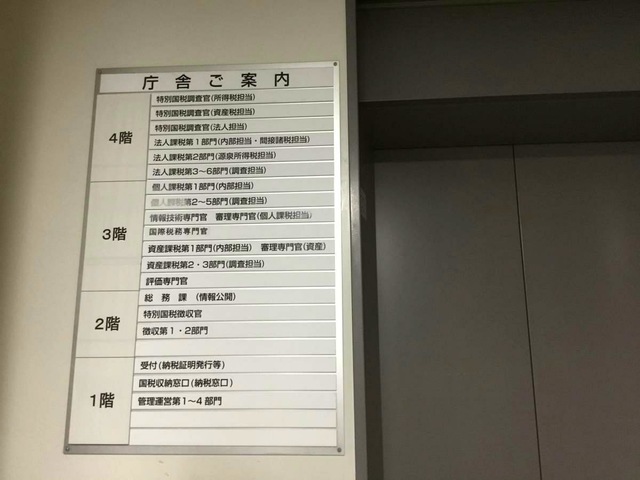 庁舎ご案内
4階
特別国税調査官(所得税担当)
特別国税調査官(資産税担当)
特別国税調査官(法人担当)
法人課税第1部門(内部担当・間接諸税担当)
法人課税第2部門(源泉所得税担当)
法人課税第3～6部門(調査担当)
3階
個人課税第1部門(内部担当)
個人課税第2～5部門(調査担当)
情報技術専門官 審理専門官(個人課税担当)
国際税務専門官
資産課税第1部門(内部担当) 審理専門官(資産)
資産課税第2・3部門(調査担当)
評価専門官
2階
総務課 (情報公開)
特別国税徴収官
徴収第1・2部門
1階
受付(納税証明発行等)
国税収納窓口(納税窓口)
管理運営第1～4部門